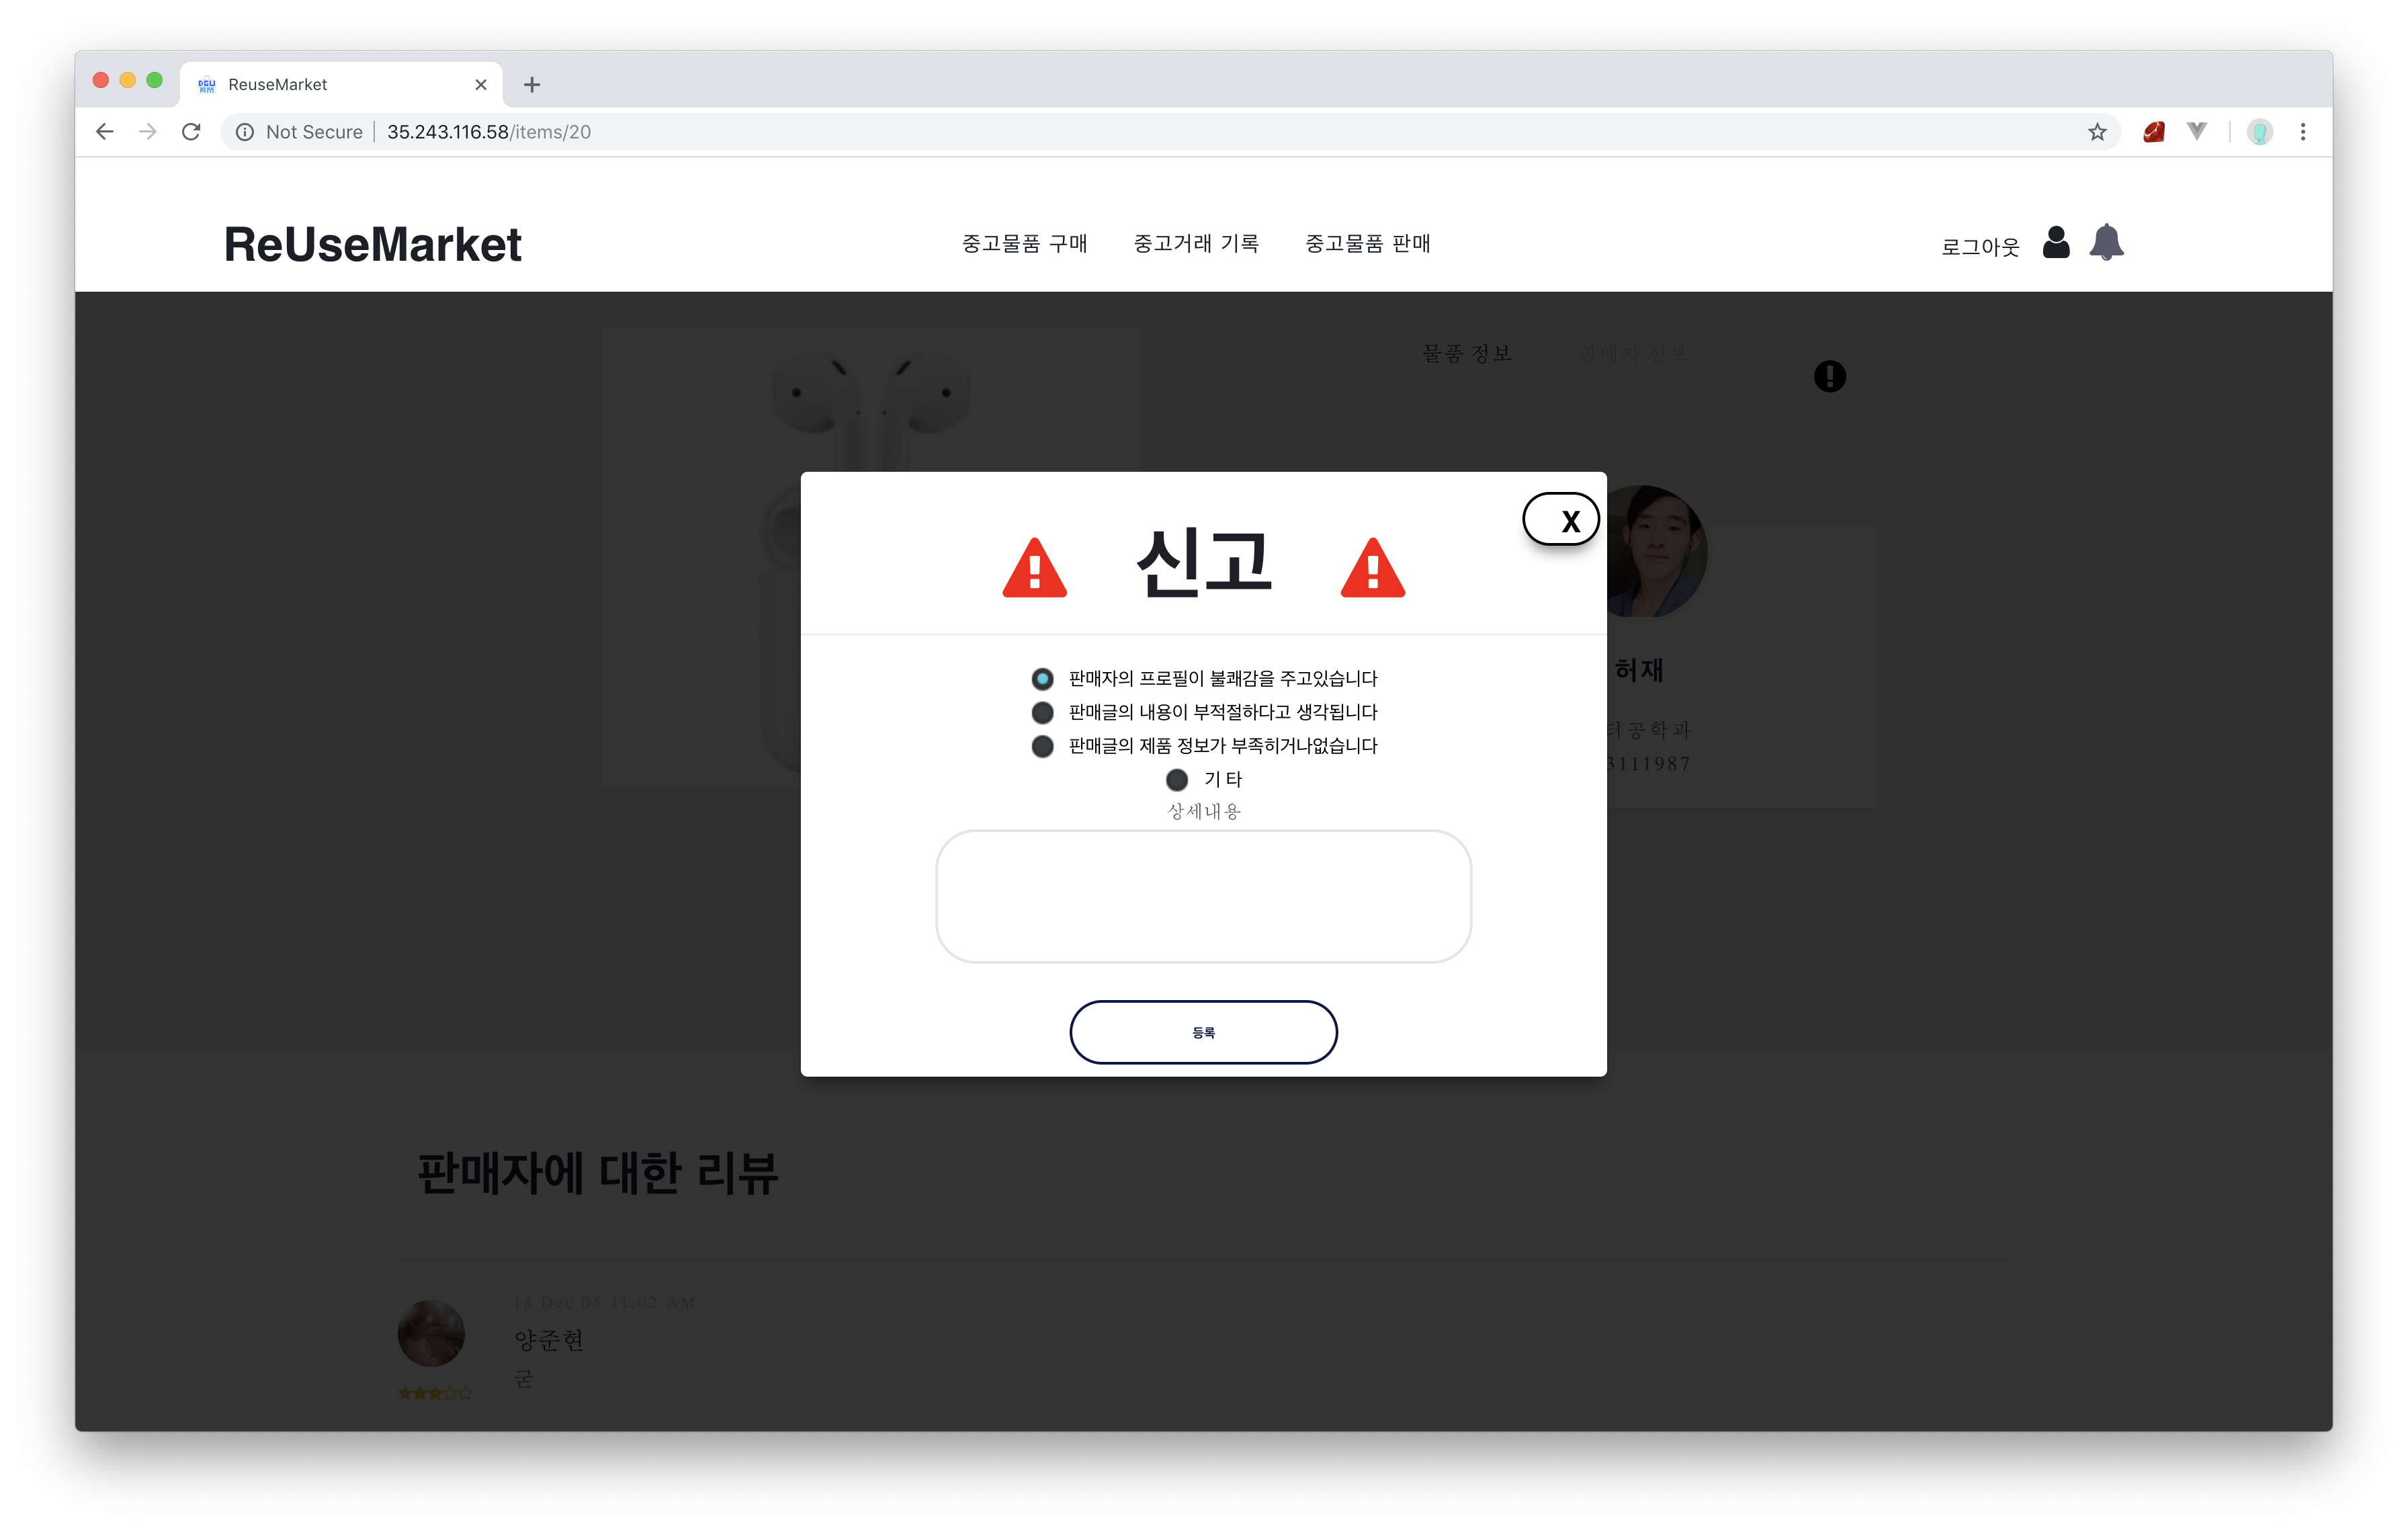 ReuseMarket
Not Secure 35.243.116.58/items/20
ReUseMarket 중고물품 구매 중고거래 기록 중고물품 판매 로그아웃
물품 정보 판매자 정보
신고
X
판매자의 프로필이 불쾌감을 주고있습니다
판매글의 내용이 부적절하다고 생각됩니다
판매글의 제품 정보가 부족히거나없습니다
기 타
상세내용
등록
허재
터공학과
3111987
판매자에 대한 리뷰
18 Dec 05 11:02 AM
양준현
굳